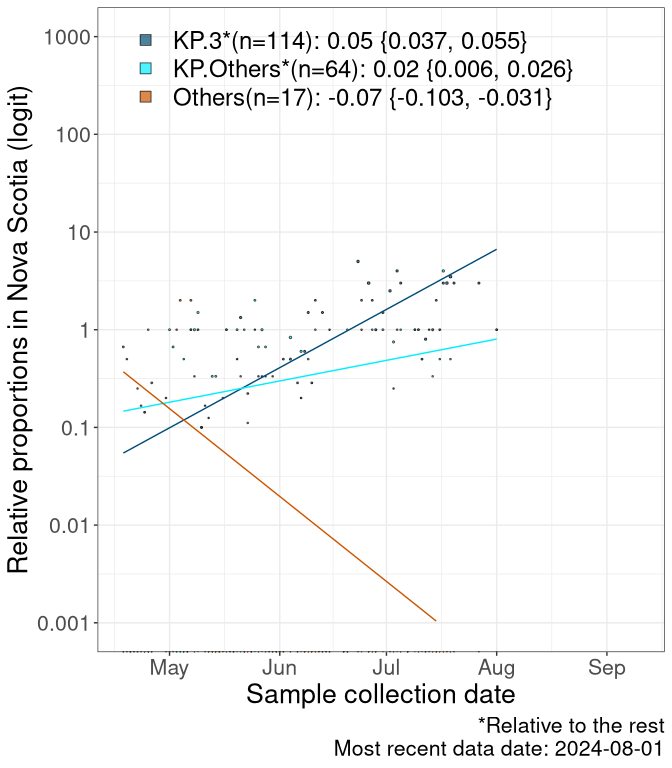 KP.3*(n=114): 0.05 {0.037, 0.055}
KP.Others*(n=64): 0.02 {0.006, 0.026}
Others(n=17): -0.07 {-0.103, -0.031}
Relative proportions in Nova Scotia (logit)
1000
100
10
1
0.1
0.01
0.001
May Jun Jul Aug Sep
Sample collection date
*Relative to the rest
Most recent data date: 2024-08-01